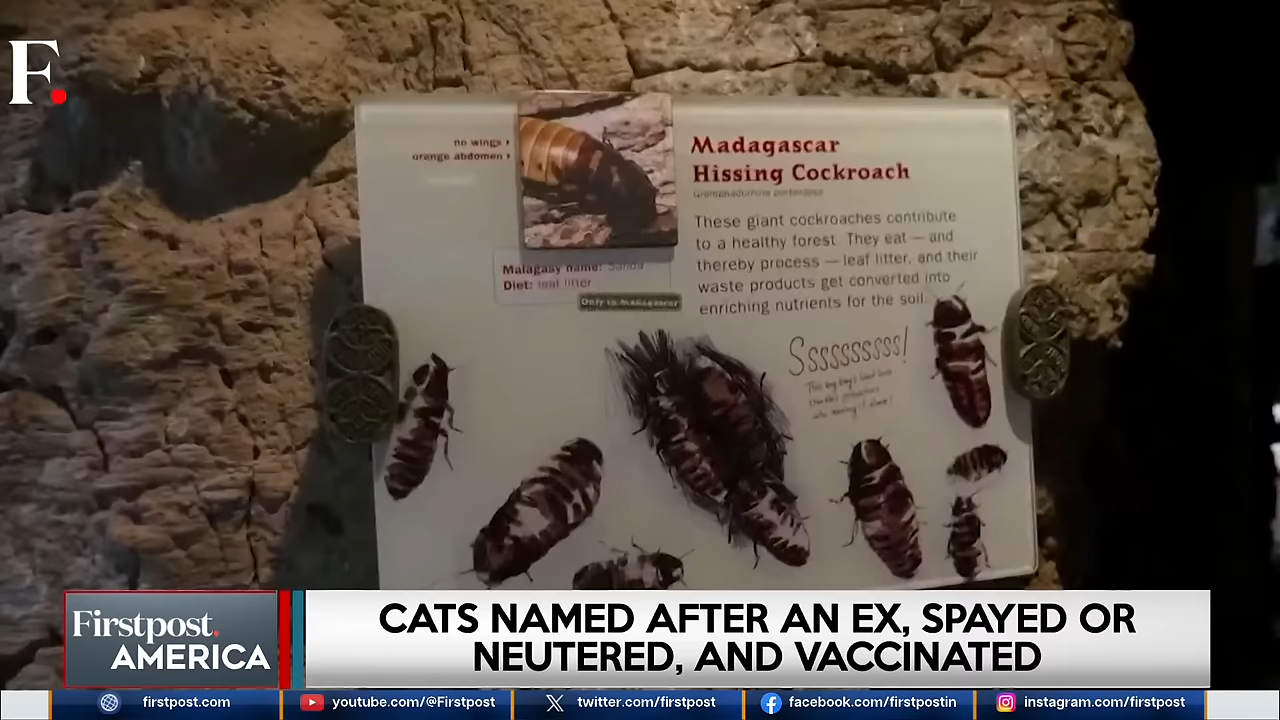 F.
no wings
orange abdomen
Madagascar
Hissing Cockroach
These giant cockroaches contribute
to a healthy forest. They eat — and
thereby process — leaf litter, and their
waste products get converted into
enriching nutrients for the soil.
Malagasy name:
Diet: leaf litter
Only in Madagascar
Sssssssss!
Firstpost.
AMERICA
CATS NAMED AFTER AN EX, SPAYED OR
NEUTERED, AND VACCINATED
firstpost.com
youtube.com/@Firstpost
twitter.com/firstpost
facebook.com/firstpostin
instagram.com/firstpost